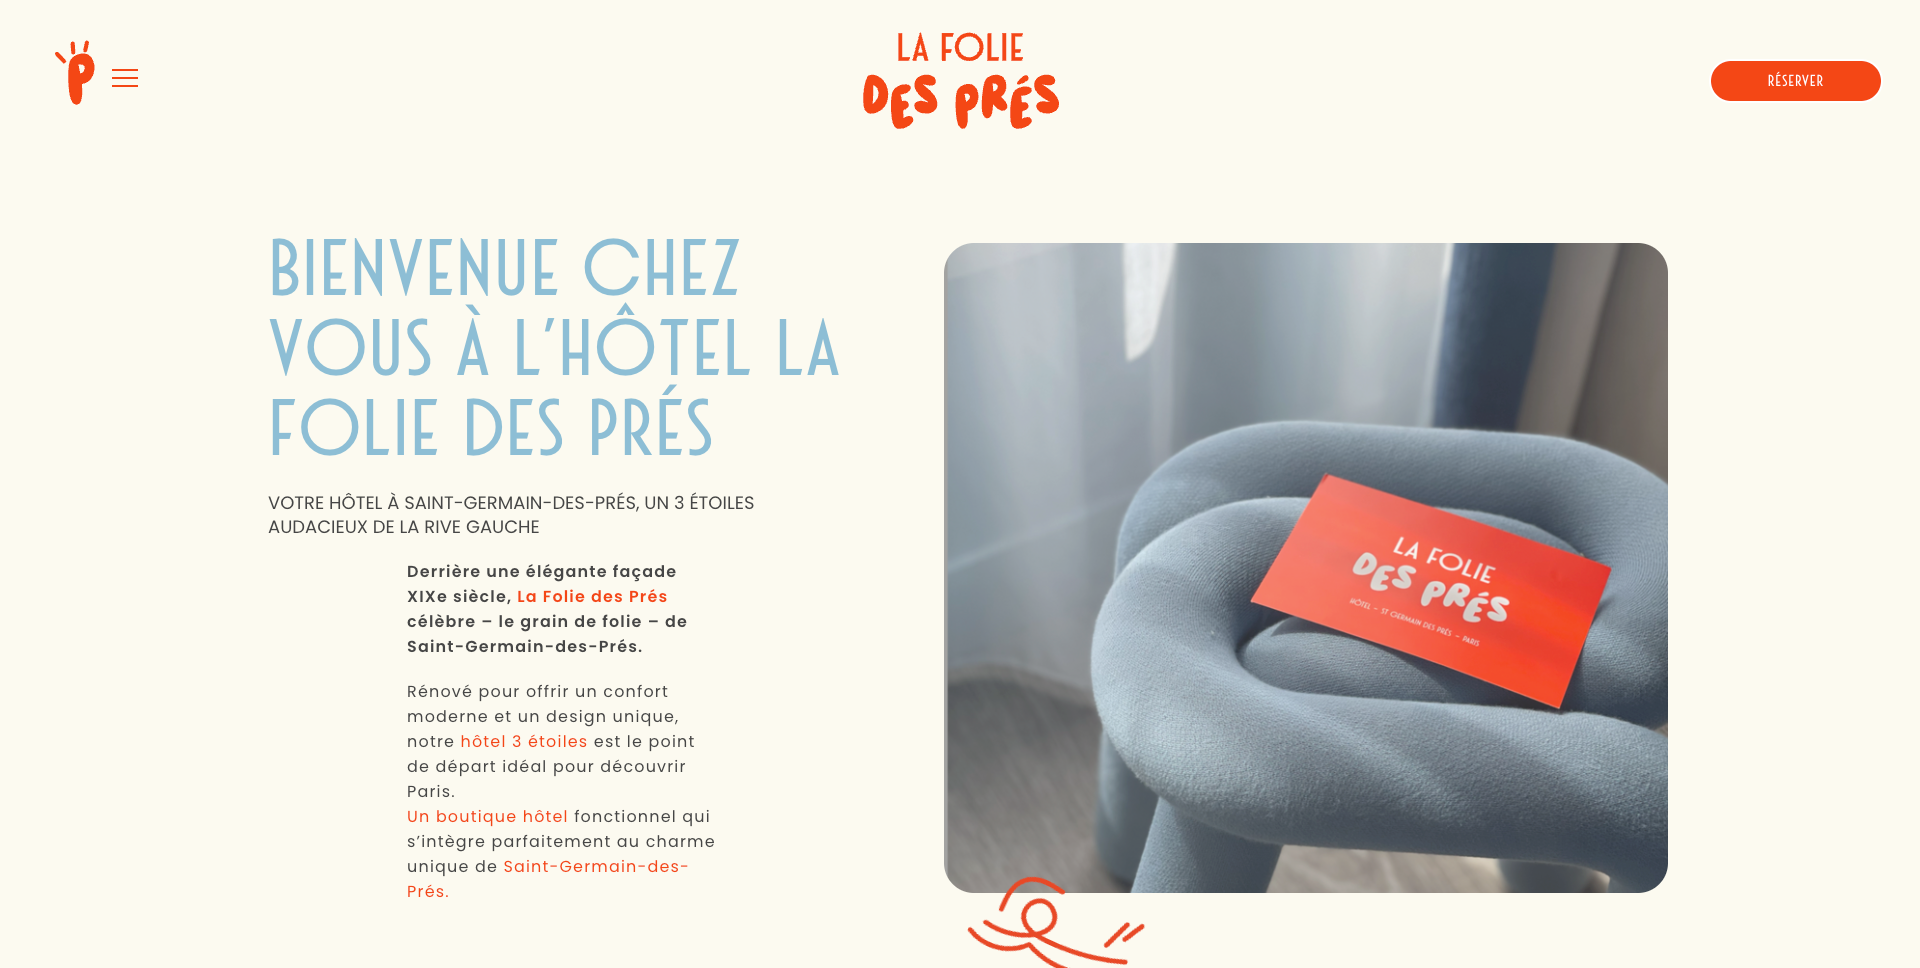 P
LA FOLIE
DES PRÉS
RÉSERVER
BIENVENUE CHEZ
VOUS À L’HÔTEL LA
FOLIE DES PRÉS
VOTRE HÔTEL À SAINT-GERMAIN-DES-PRÉS, UN 3 ÉTOILES
AUDACIEUX DE LA RIVE GAUCHE
Derrière une élégante façade
XIXe siècle, La Folie des Prés
célèbre – le grain de folie – de
Saint-Germain-des-Prés.
Rénové pour offrir un confort
moderne et un design unique,
notre hôtel 3 étoiles est le point
de départ idéal pour découvrir
Paris.
Un boutique hôtel fonctionnel qui
s’intègre parfaitement au charme
unique de Saint-Germain-des-
Prés.
LA FOLIE
DES PRÉS
HÔTEL – ST GERMAIN DES PRÉS – PARIS